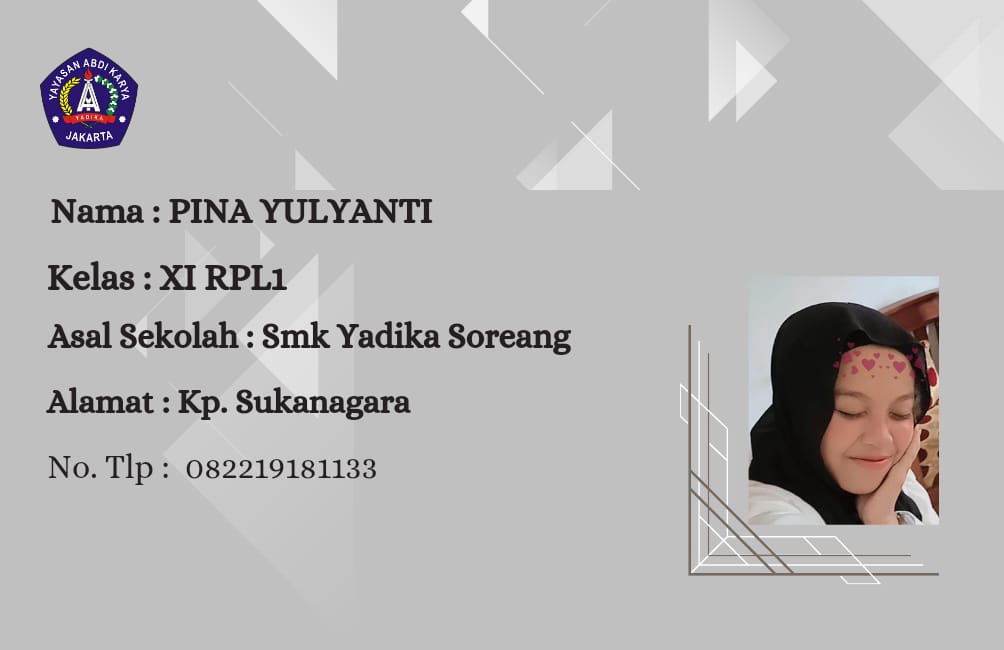 YAYASAN ABDI KARYA
YADIKA
JAKARTA
Nama : PINA YULYANTI
Kelas : XI RPL1
Asal Sekolah : Smk Yadika Soreang
Alamat : Kp. Sukanagara
No. Tlp : 082219181133